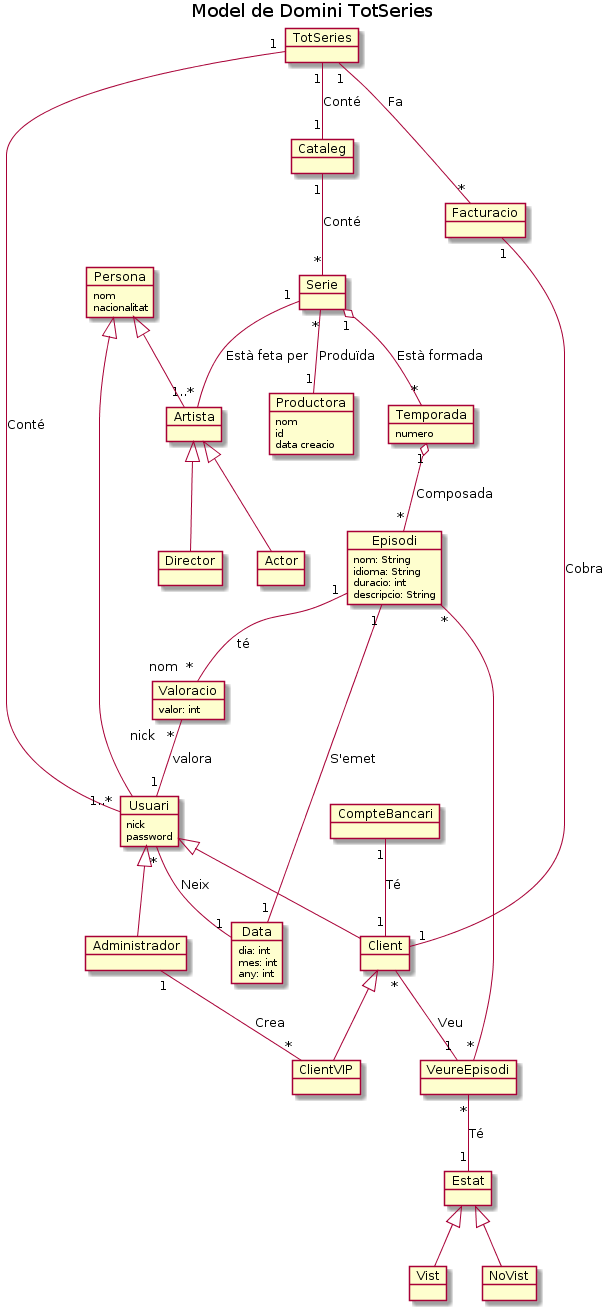 Model de Domini TotSeries
TotSeries
1
1
1
Conté
Fa
1
Cataleg
1
*
Facturacio
1
Conté
*
Persona
nom
nacionalitat
Serie
1
*
1
Està feta per
Produïda
Està formada
1..*
1
*
Artista
Productora
nom
id
data creacio
Temporada
numero
Conté
1
Composada
*
Episodi
nom: String
idioma: String
duracio: int
descripcio: String
Director
Actor
Cobra
1
1
*
té
nom
*
Valoracio
valor: int
nick
*
valora
S'emet
1
1..*
Usuari
nick
password
CompteBancari
*
1
Neix
Té
1
1
1
1
Administrador
Data
dia: int
mes: int
any: int
Client
1
*
Crea
Veu
*
1
*
ClientVIP
VeureEpisodi
*
Té
1
Estat
Vist
NoVist